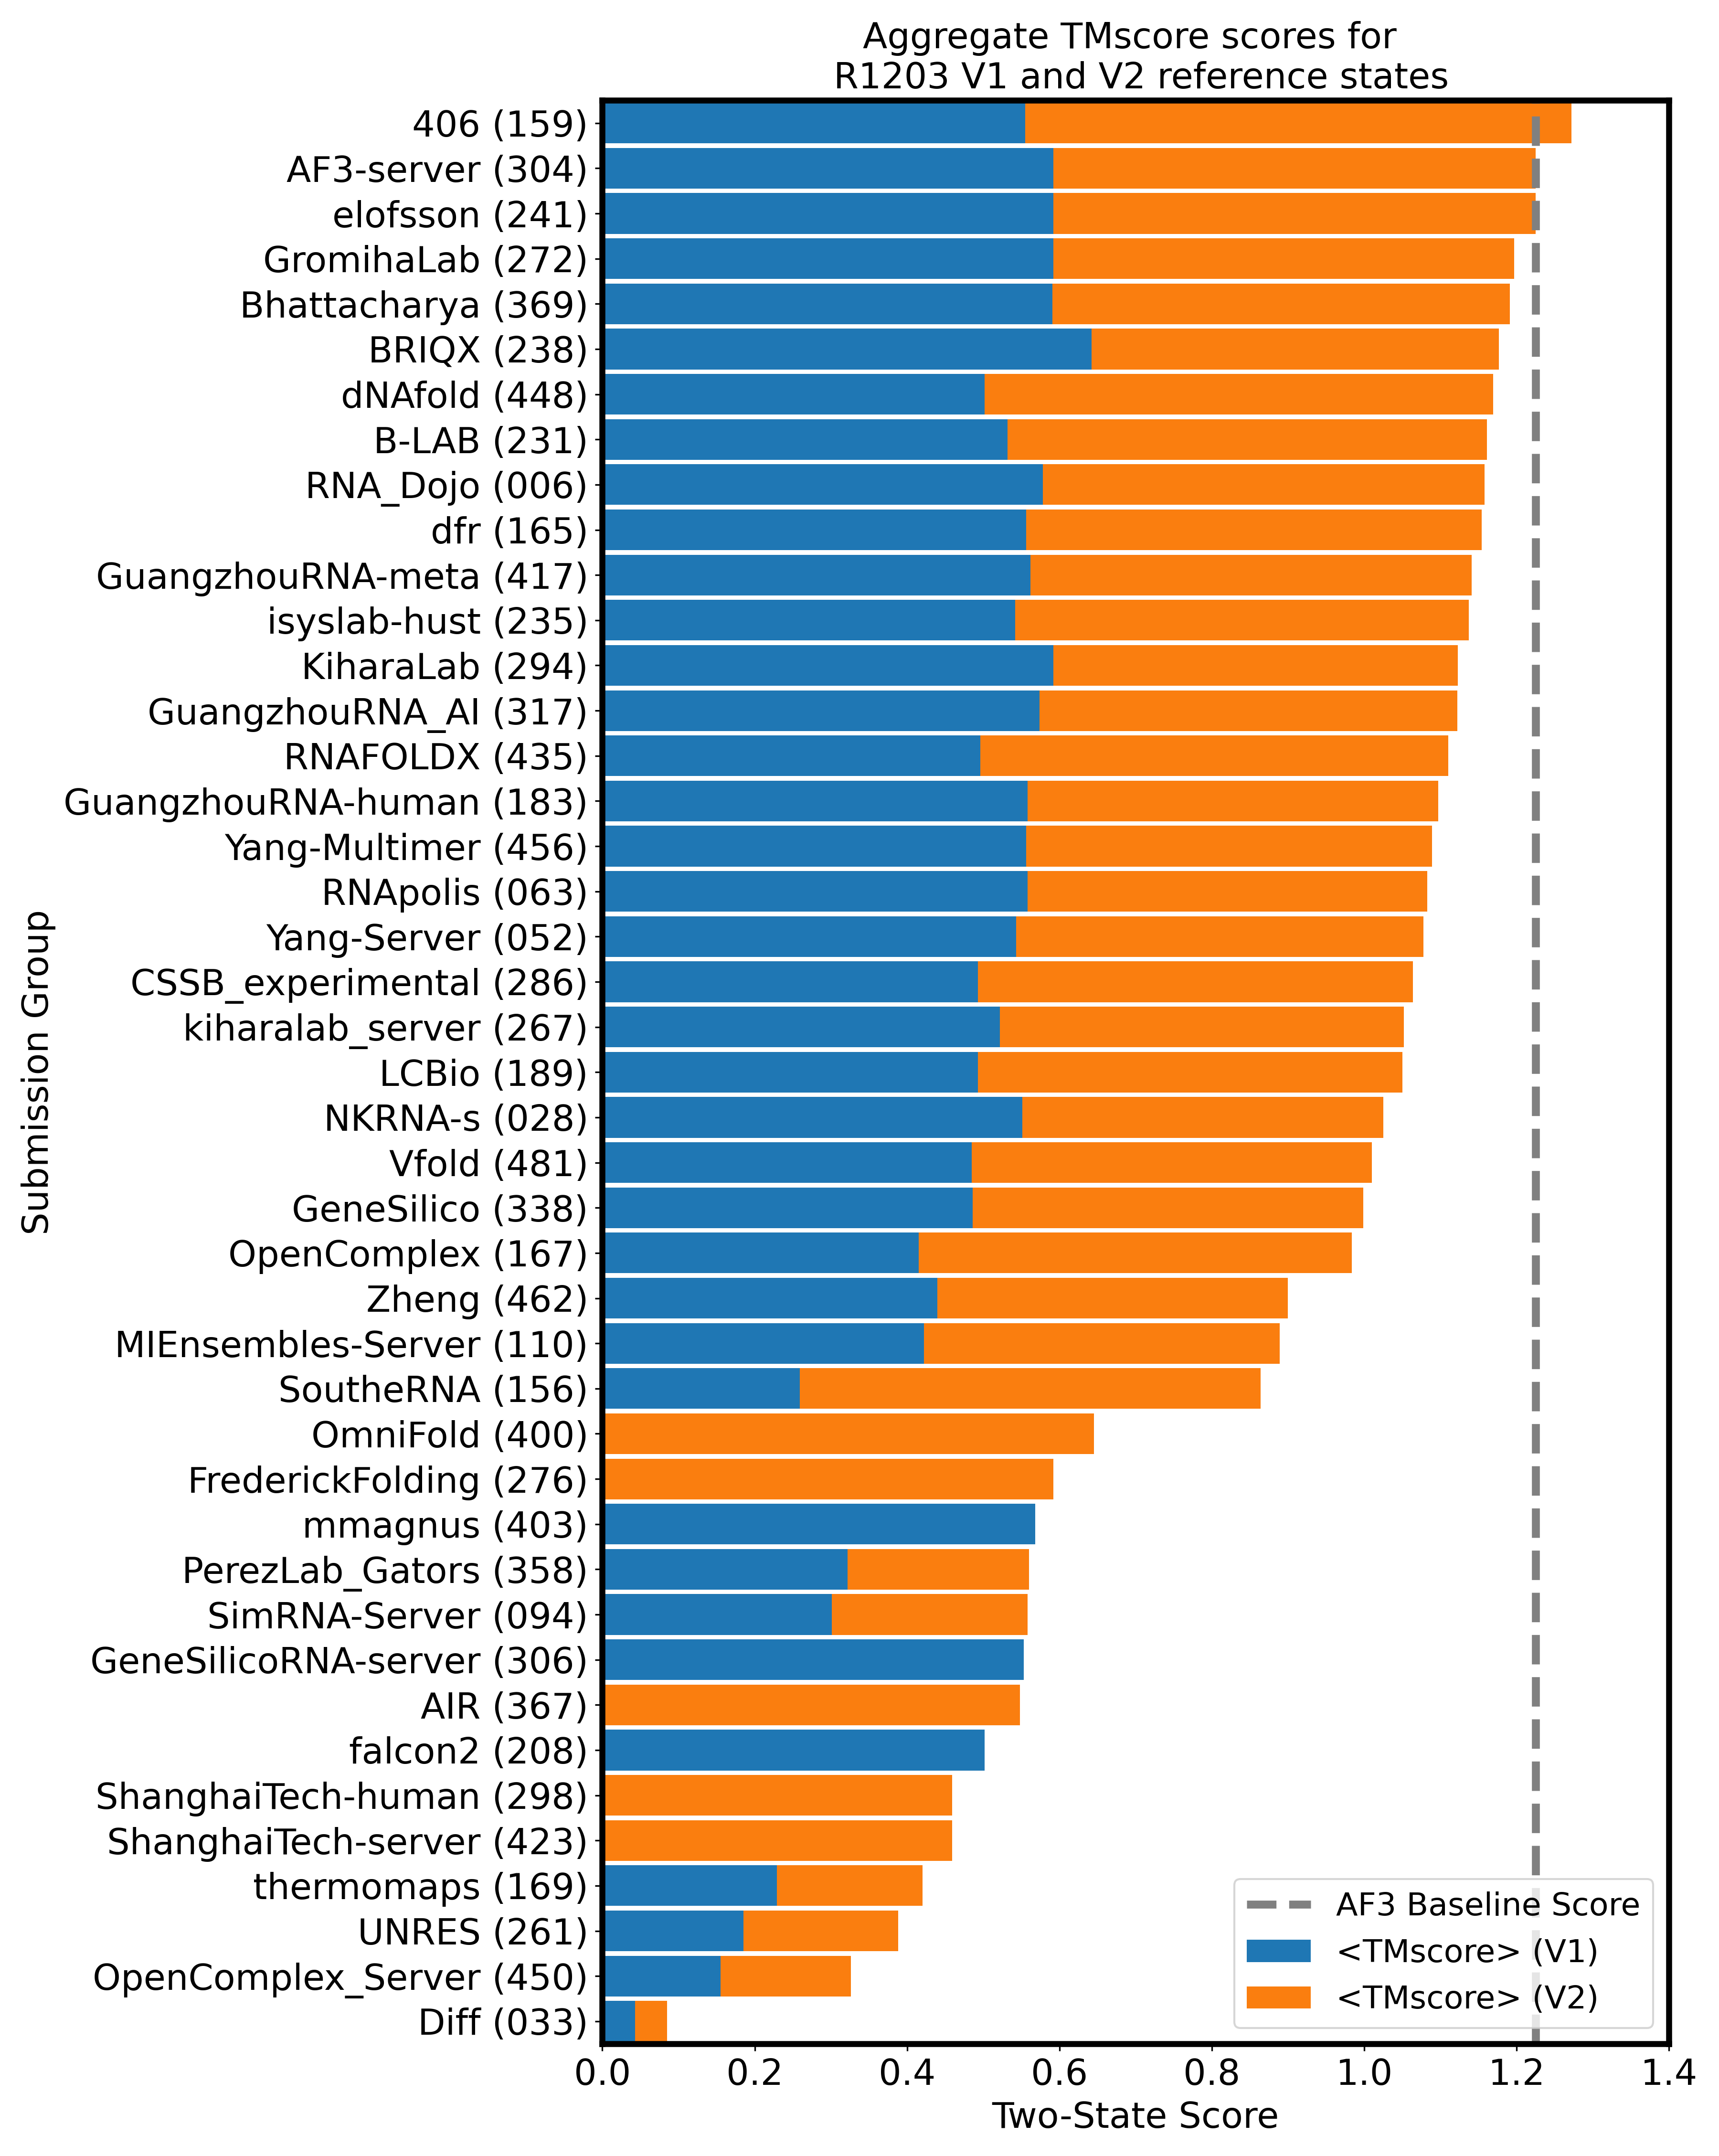 Aggregate TMscore scores for
R1203 V1 and V2 reference states
406 (159)
AF3-server (304)
elofsson (241)
GromihaLab (272)
Bhattacharya (369)
BRIQX (238)
dNAfold (448)
B-LAB (231)
RNA_Dojo (006)
dfr (165)
GuangzhouRNA-meta (417)
isyslab-hust (235)
KiharaLab (294)
GuangzhouRNA_AI (317)
RNAFOLDX (435)
GuangzhouRNA-human (183)
Yang-Multimer (456)
RNApolis (063)
Yang-Server (052)
CSSB_experimental (286)
kiharalab_server (267)
LCBio (189)
NKRNA-s (028)
Vfold (481)
GeneSilico (338)
OpenComplex (167)
Zheng (462)
MIEnsembles-Server (110)
SoutheRNA (156)
OmniFold (400)
FrederickFolding (276)
mmagnus (403)
PerezLab_Gators (358)
SimRNA-Server (094)
GeneSilicoRNA-server (306)
AIR (367)
falcon2 (208)
ShanghaiTech-human (298)
ShanghaiTech-server (423)
thermomaps (169)
UNRES (261)
OpenComplex_Server (450)
Diff (033)
Submission Group
AF3 Baseline Score
<TMscore> (V1)
<TMscore> (V2)
0.0 0.2 0.4 0.6 0.8 1.0 1.2 1.4
Two-State Score